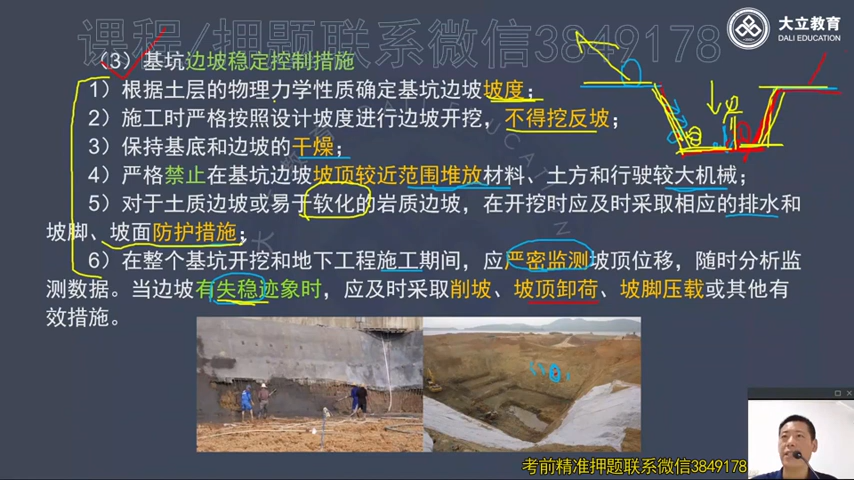 课程/押题联系微信3849178
大立教育
DALI EDUCATION
（3）基坑边坡稳定控制措施
1）根据土层的物理力学性质确定基坑边坡坡度；
2）施工时严格按照设计坡度进行边坡开挖，不得挖反坡；
3）保持基底和边坡的干燥；
4）严格禁止在基坑边坡坡顶较近范围堆放材料、土方和行驶较大机械；
5）对于土质边坡或易于软化的岩质边坡，在开挖时应及时采取相应的排水和
坡脚、坡面防护措施；
6）在整个基坑开挖和地下工程施工期间，应严密监测坡顶位移，随时分析监
测数据。当边坡有失稳迹象时，应及时采取削坡、坡顶卸荷、坡脚压载或其他有
效措施。
考前精准押题联系微信3849178